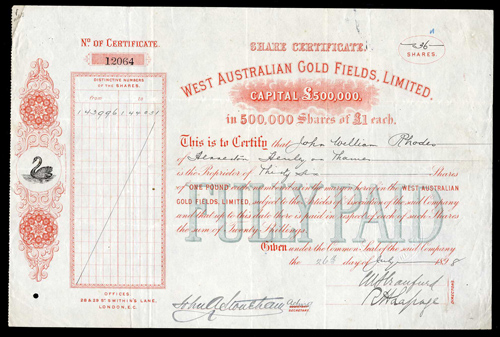 Nº OF CERTIFICATE.
12064
SHARE CERTIFICATE
36
SHARES.
WEST AUSTRALIAN GOLD FIELDS, LIMITED.
CAPITAL £500,000,
in 500,000 Shares of £1 each.
DISTINCTIVE NUMBERS
OF THE SHARES.
From to
143996 144031
This is to Certify that John William Rhodes
of Henley on Thames
is the Proprietor of Thirty six Shares
of ONE POUND each numbered in the margin hereof in the WEST AUSTRALIAN
GOLD FIELDS, LIMITED, subject to the Articles of Association of the said Company
and that up to this date there is paid in respect of each of such Shares
the sum of Twenty Shillings.
FULLY PAID
Given under the Common Seal of the said Company
the 26th day of July 1898
OFFICES:
ST SWITHIN'S LANE,
LONDON, E.C.
SECRETARY.
DIRECTORS.